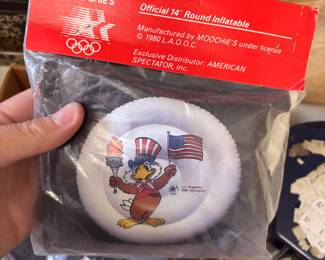 MOOCHIE'S
Official 14" Round Inflatable
Manufactured by MOOCHIE'S under license
© 1980 L.A.O.O.C.
Exclusive Distributor: AMERICAN
SPECTATOR, Inc.
Los Angeles
1984 Olympics